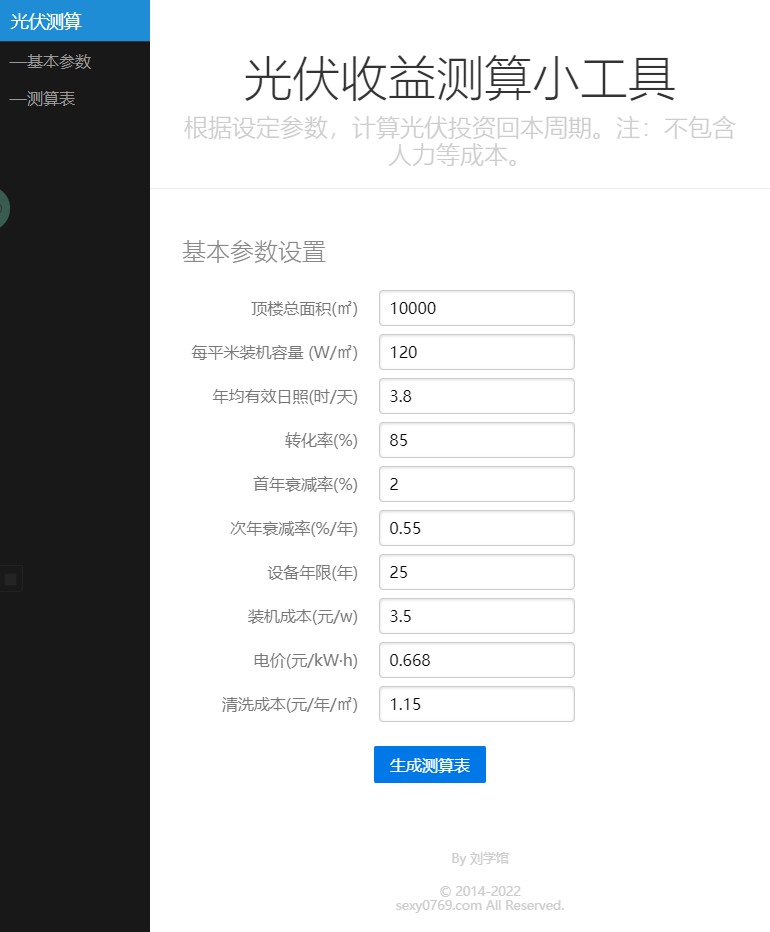 光伏测算
—基本参数
—测算表
光伏收益测算小工具
根据设定参数，计算光伏投资回本周期。注：不包含
人力等成本。
基本参数设置
顶楼总面积(㎡) 10000
每平米装机容量 (W/㎡) 120
年均有效日照(时/天) 3.8
转化率(%) 85
首年衰减率(%) 2
次年衰减率(%/年) 0.55
设备年限(年) 25
装机成本(元/w) 3.5
电价(元/kW·h) 0.668
清洗成本(元/年/㎡) 1.15
生成测算表
By 刘学馆
© 2014-2022
sexy0769.com All Reserved.